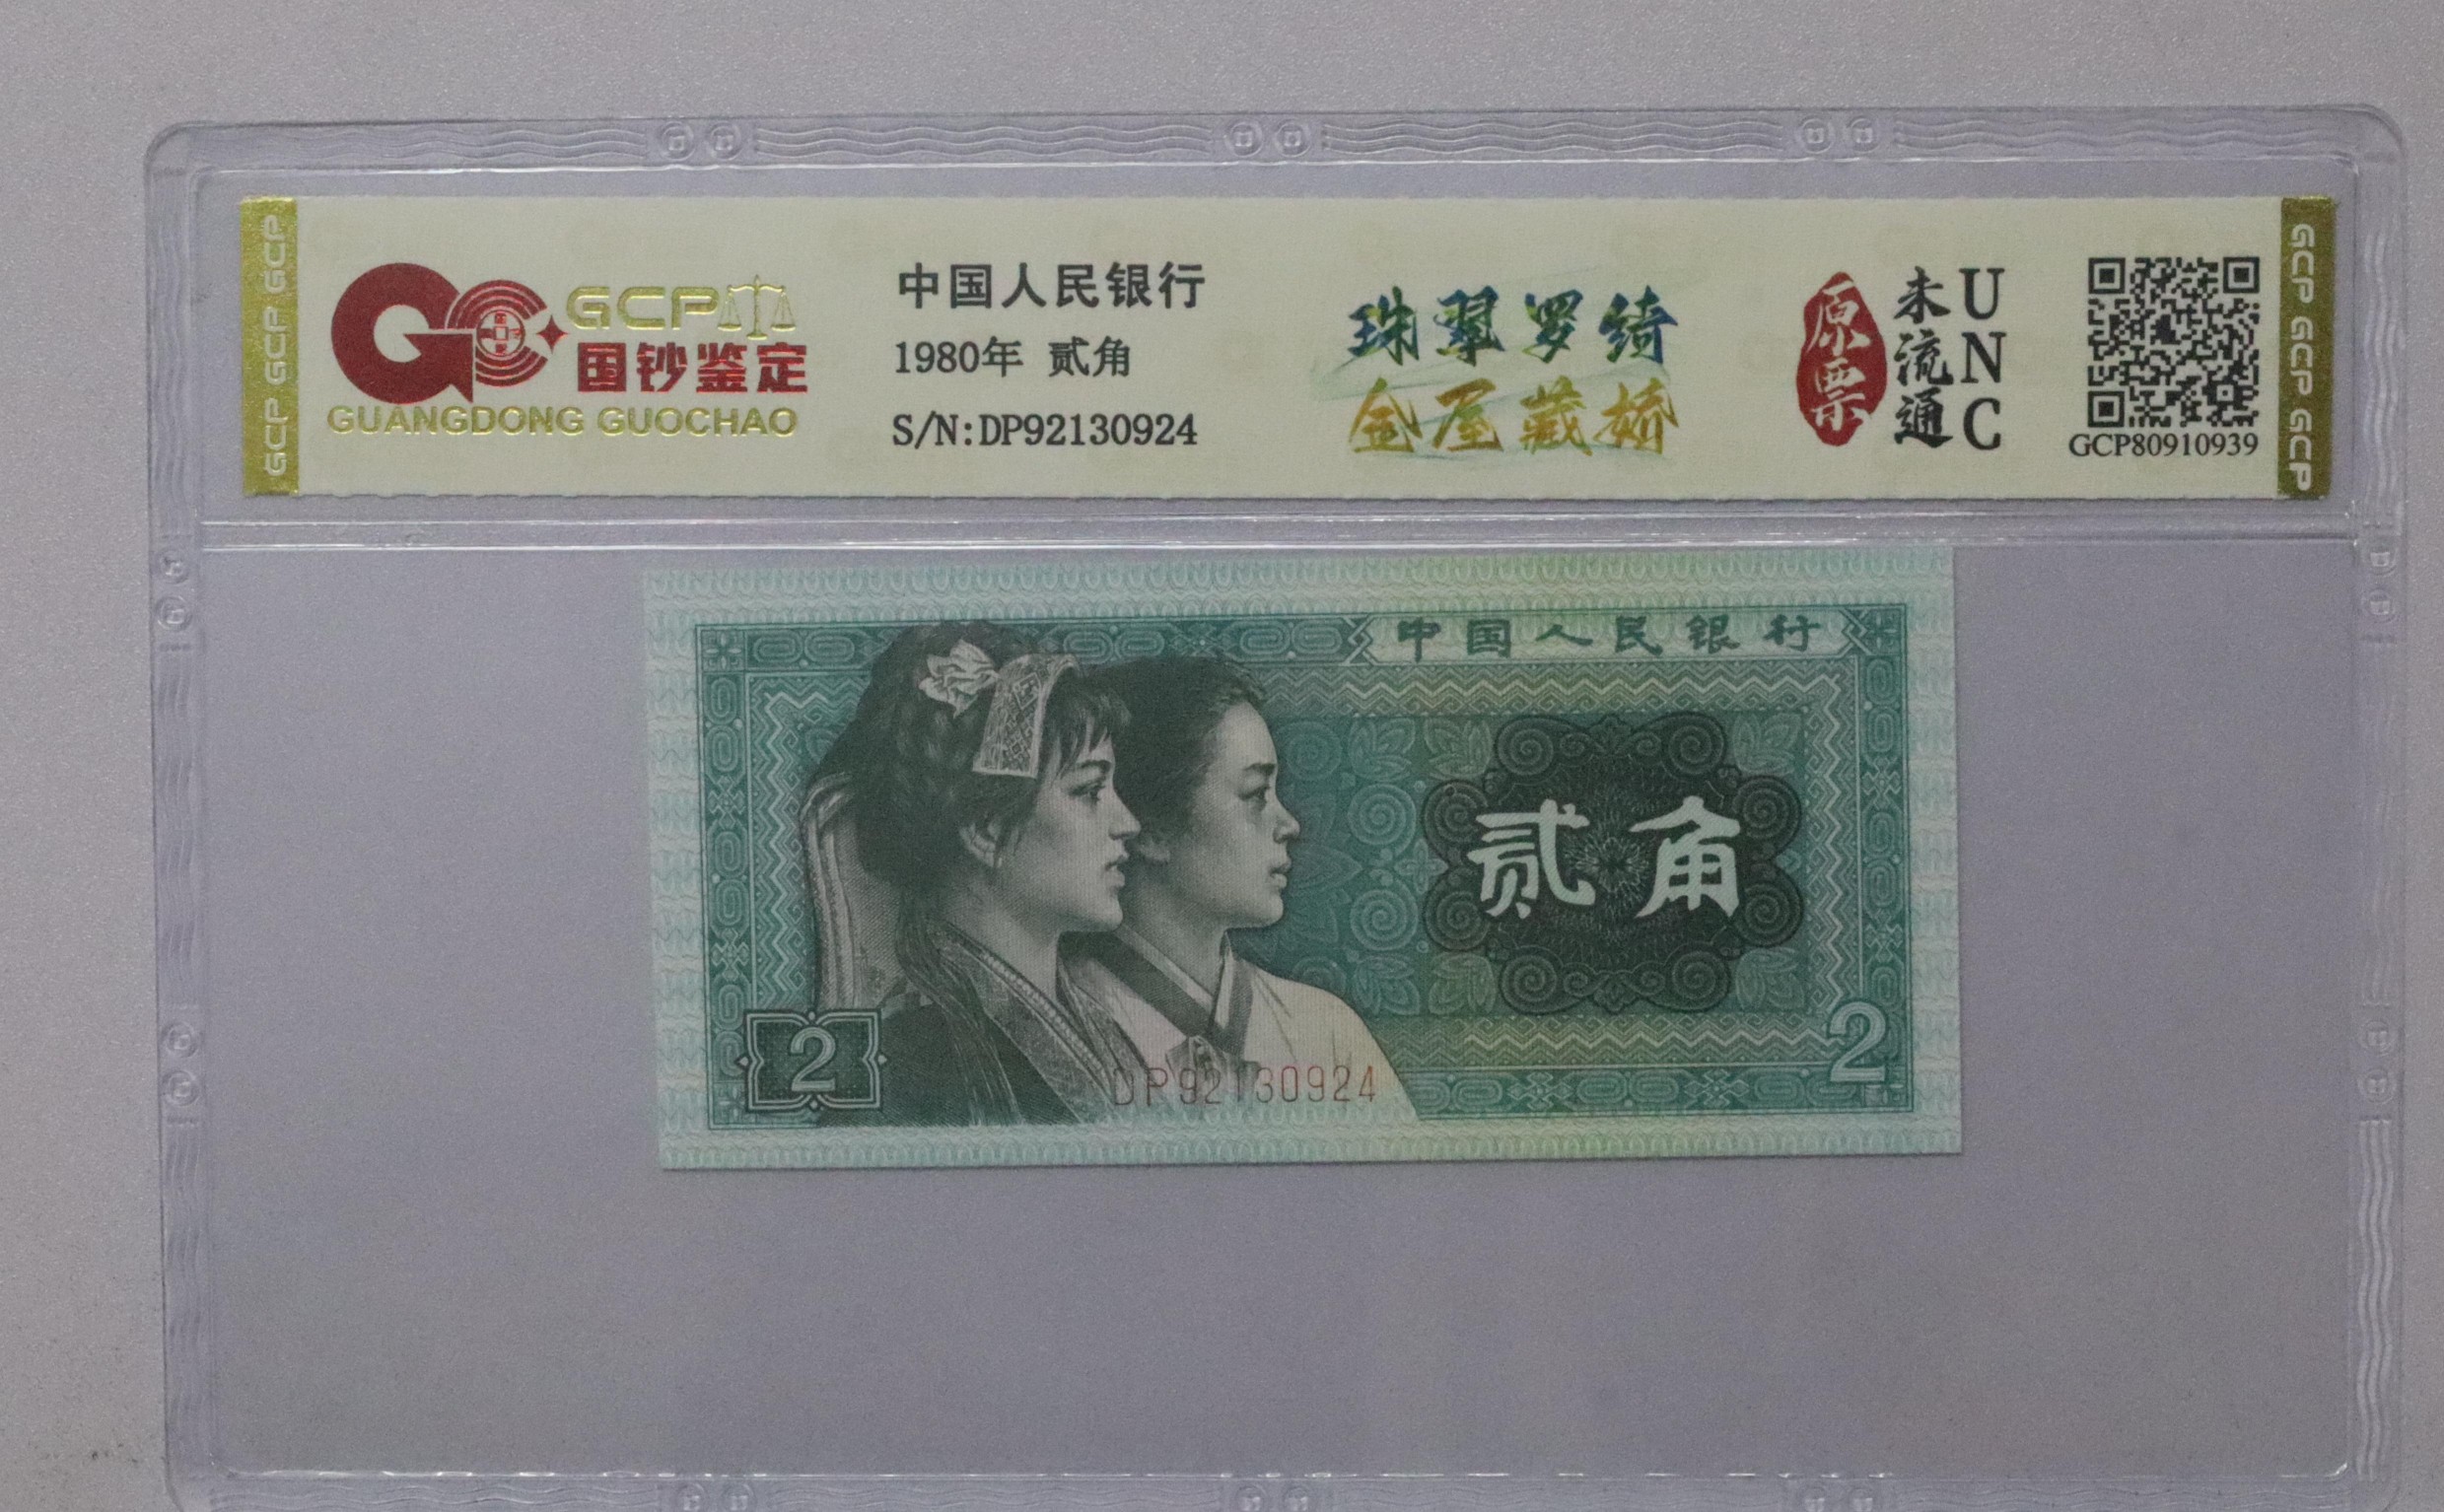 GCP GCP GCP
GCP
国钞鉴定
GUANGDONG GUOCHAO
中国人民银行
1980年 贰角
S/N:DP92130924
珠翠罗绮
金屋藏娇
原票
未流通
UNC
GCP80910939
GCP GCP GCP
中国人民银行
贰角
2
DP92130924
2